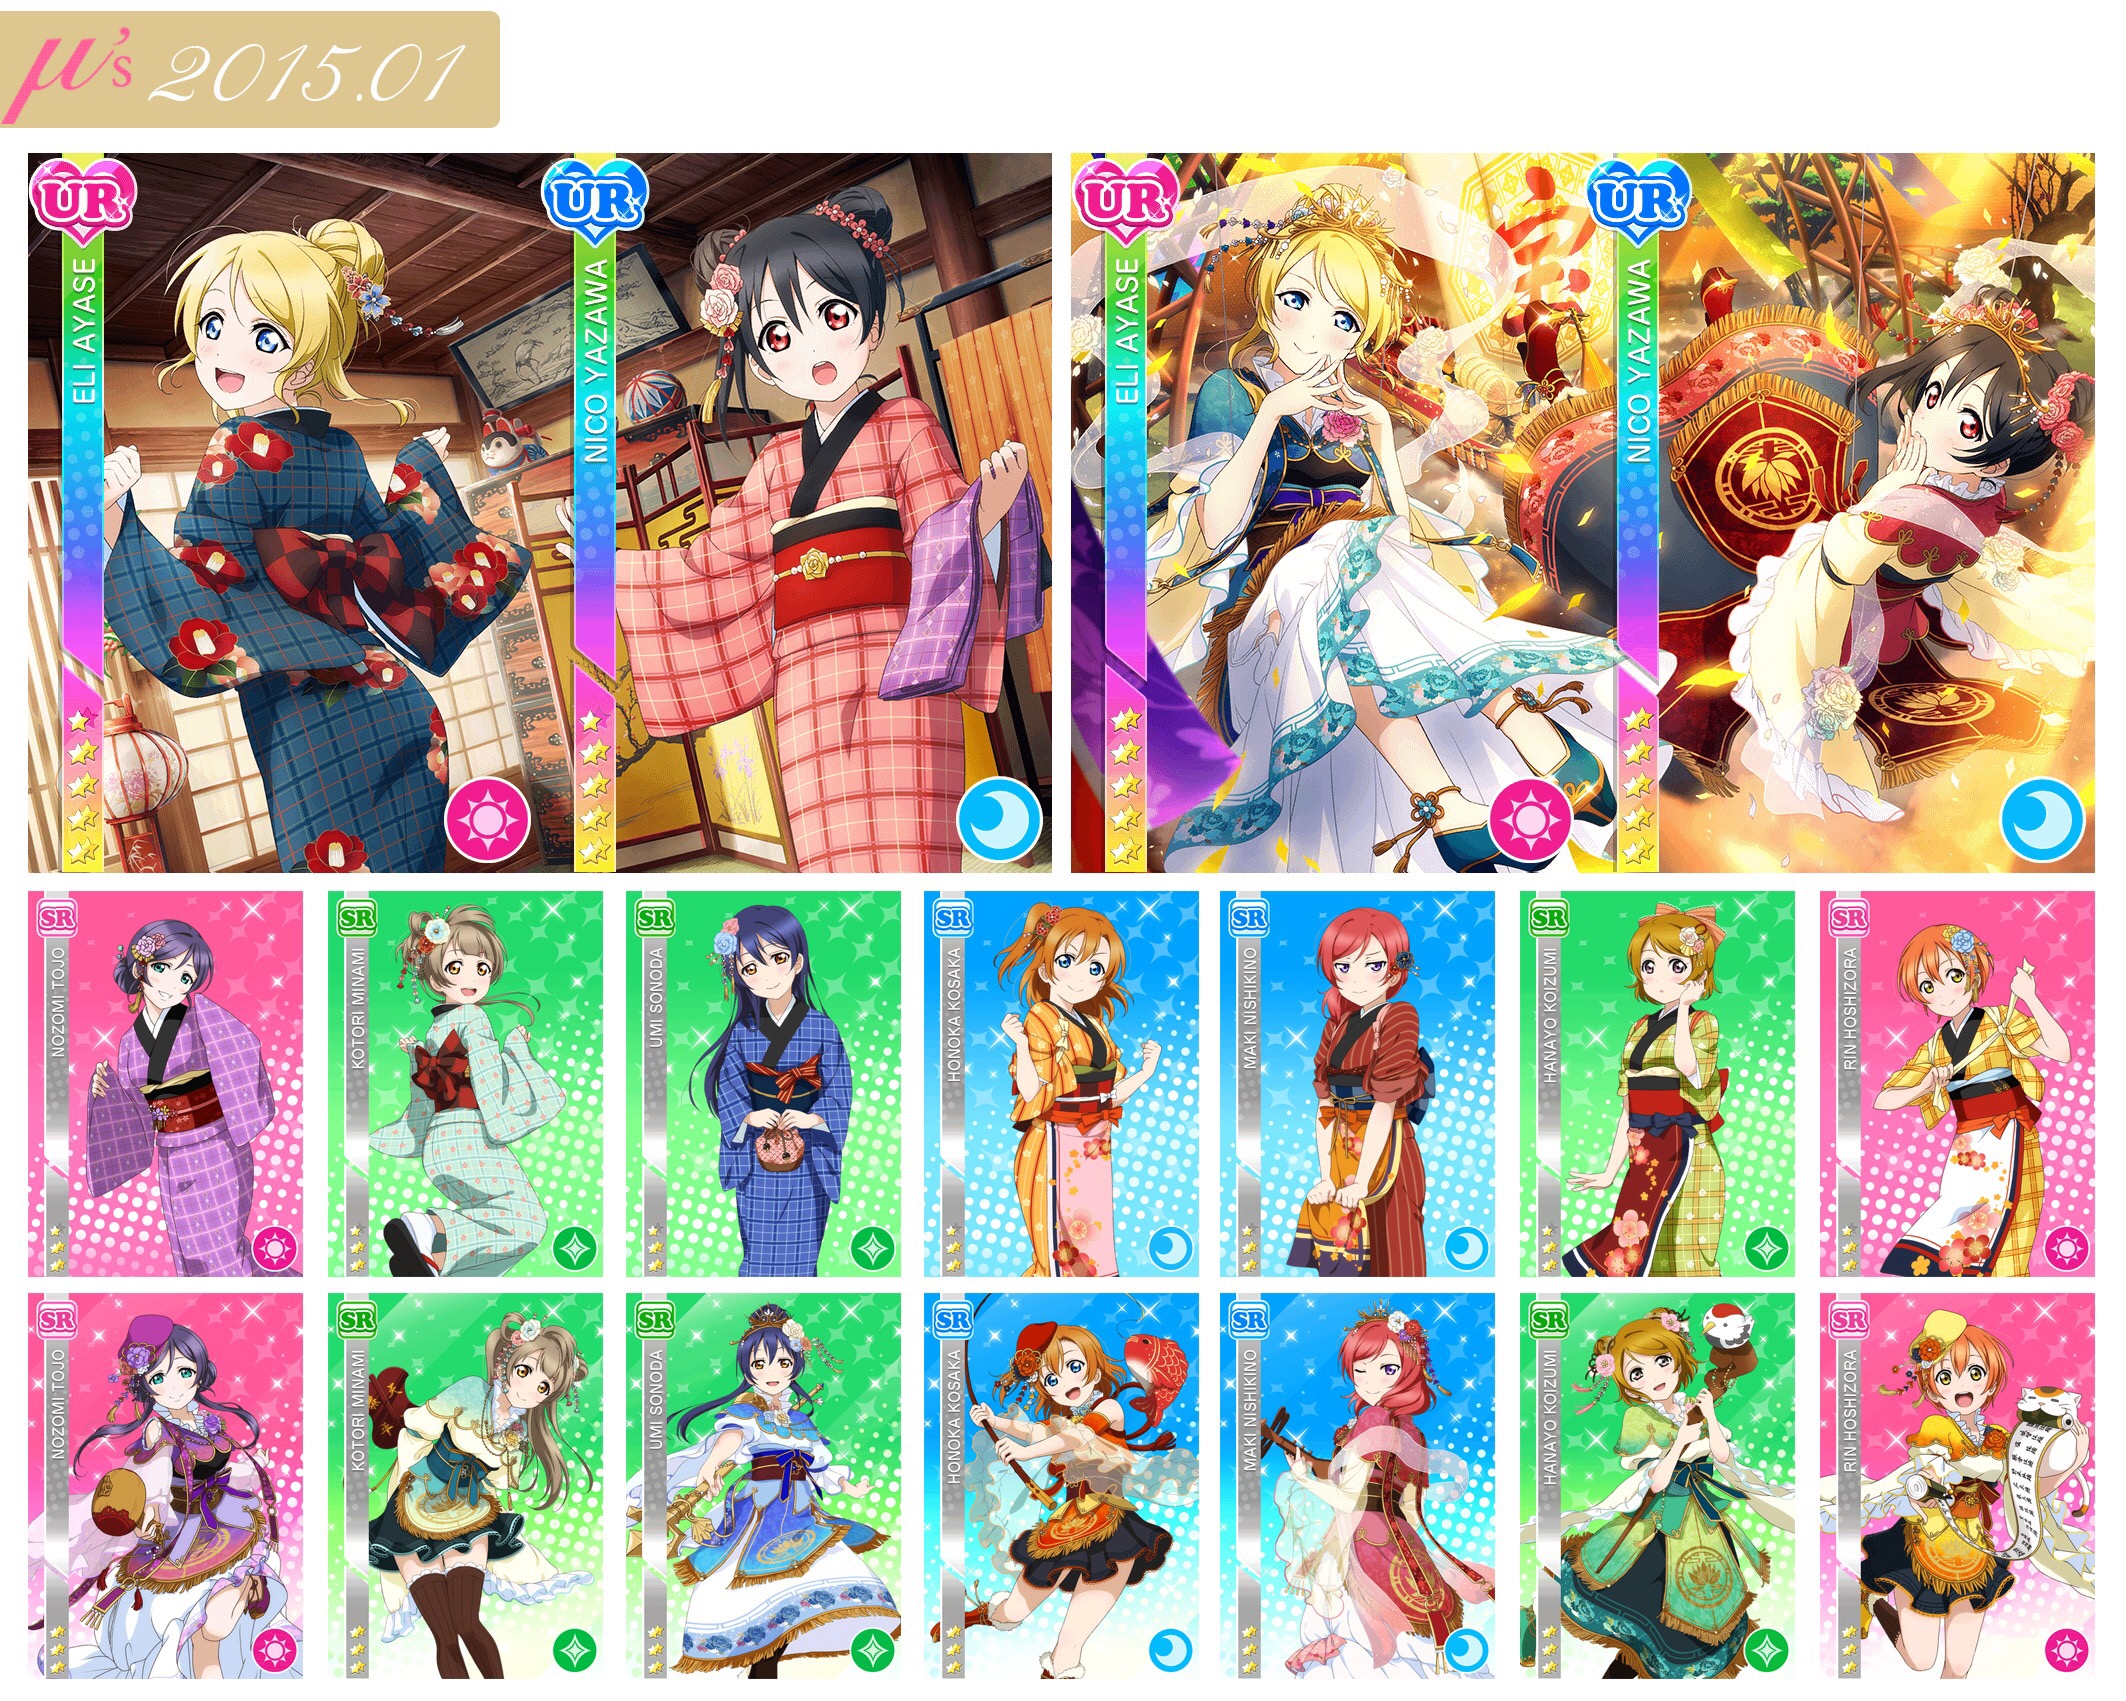 μ's 2015.01
UR
ELI AYASE
UR
NICO YAZAWA
UR
ELI AYASE
宝
UR
NICO YAZAWA
SR
NOZOMI TOJO
SR
KOTORI MINAMI
SR
UMI SONODA
SR
HONOKA KOSAKA
SR
MAKI NISHIKINO
SR
HANAYO KOIZUMI
SR
RIN HOSHIZORA
SR
NOZOMI TOJO
SR
KOTORI MINAMI
SR
UMI SONODA
SR
HONOKA KOSAKA
SR
MAKI NISHIKINO
SR
HANAYO KOIZUMI
SR
RIN HOSHIZORA